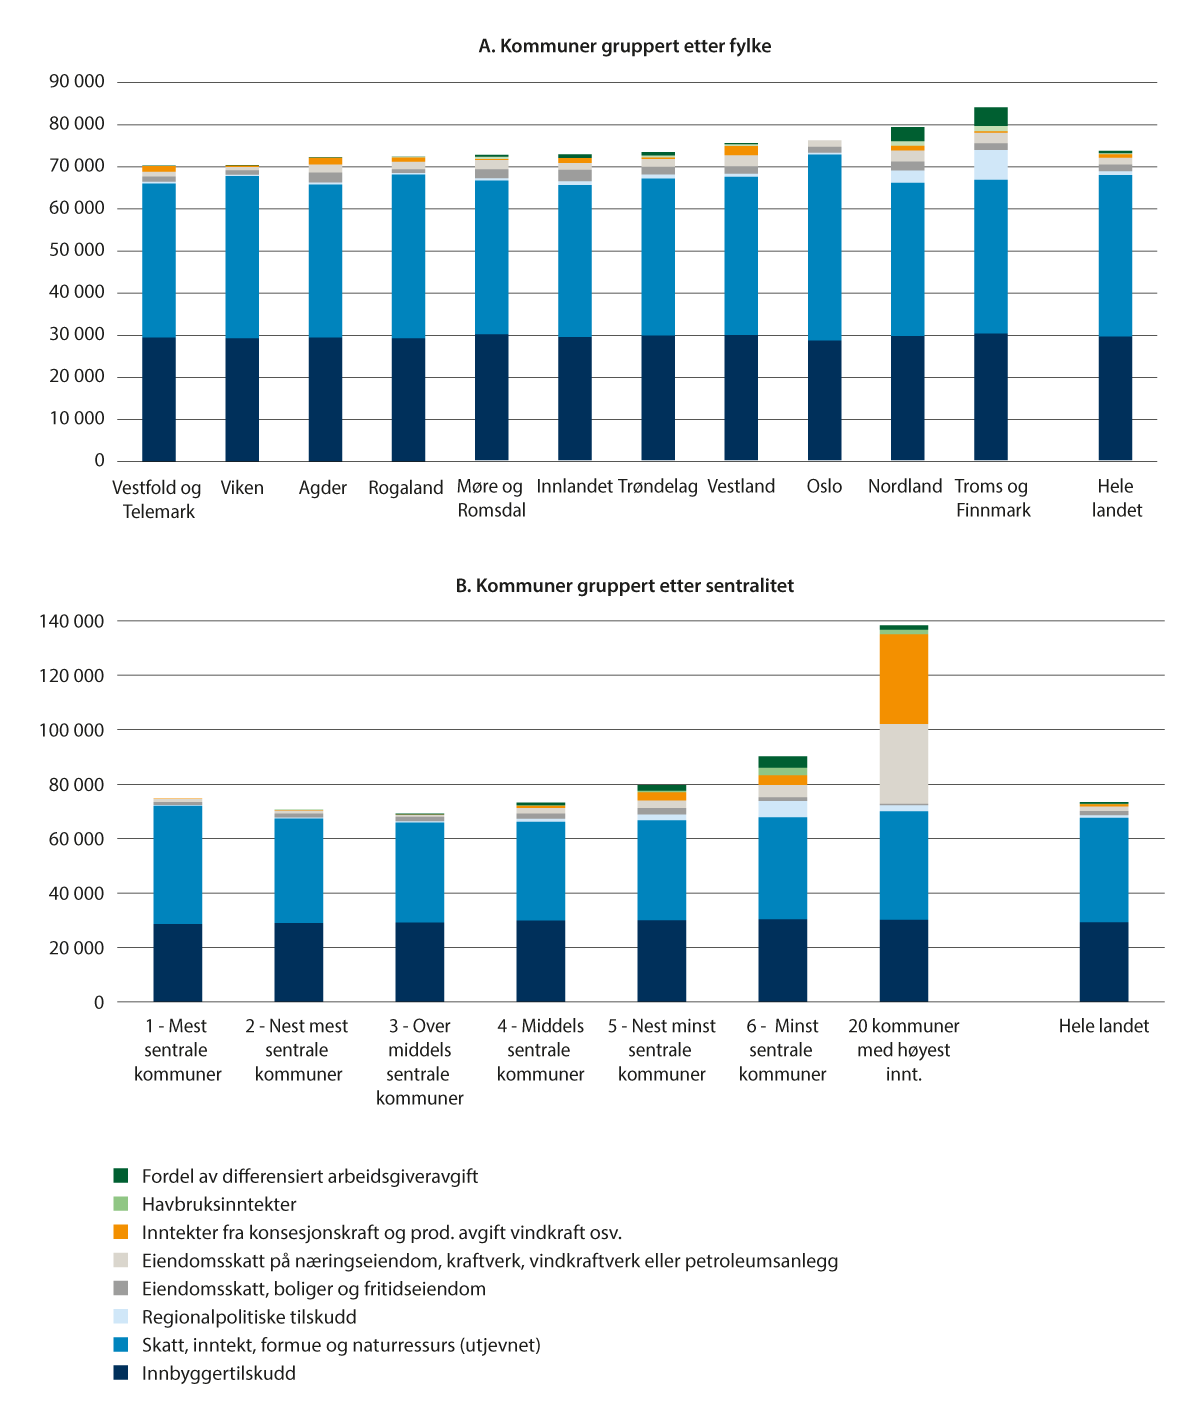 A. Kommuner gruppert etter fylke
90 000
80 000
70 000
60 000
50 000
40 000
30 000
20 000
10 000
0
Vestfold og
Telemark
Viken
Agder
Rogaland
Møre og
Romsdal
Innlandet
Trøndelag
Vestland
Oslo
Nordland
Troms og
Finnmark
Hele
landet
B. Kommuner gruppert etter sentralitet
140 000
120 000
100 000
80 000
60 000
40 000
20 000
0
1 - Mest
sentrale
kommuner
2 - Nest mest
sentrale
kommuner
3 - Over
middels
sentrale
kommuner
4 - Middels
sentrale
kommuner
5 - Nest minst
sentrale
kommuner
6 - Minst
sentrale
kommuner
20 kommuner
med høyest
innt.
Hele landet
Fordel av differensiert arbeidsgiveravgift
Havbruksinntekter
Inntekter fra konsesjonskraft og prod. avgift vindkraft osv.
Eiendomsskatt på næringseiendom, kraftverk, vindkraftverk eller petroleumsanlegg
Eiendomsskatt, boliger og fritidseiendom
Regionalpolitiske tilskudd
Skatt, inntekt, formue og naturressurs (utjevnet)
Innbyggertilskudd